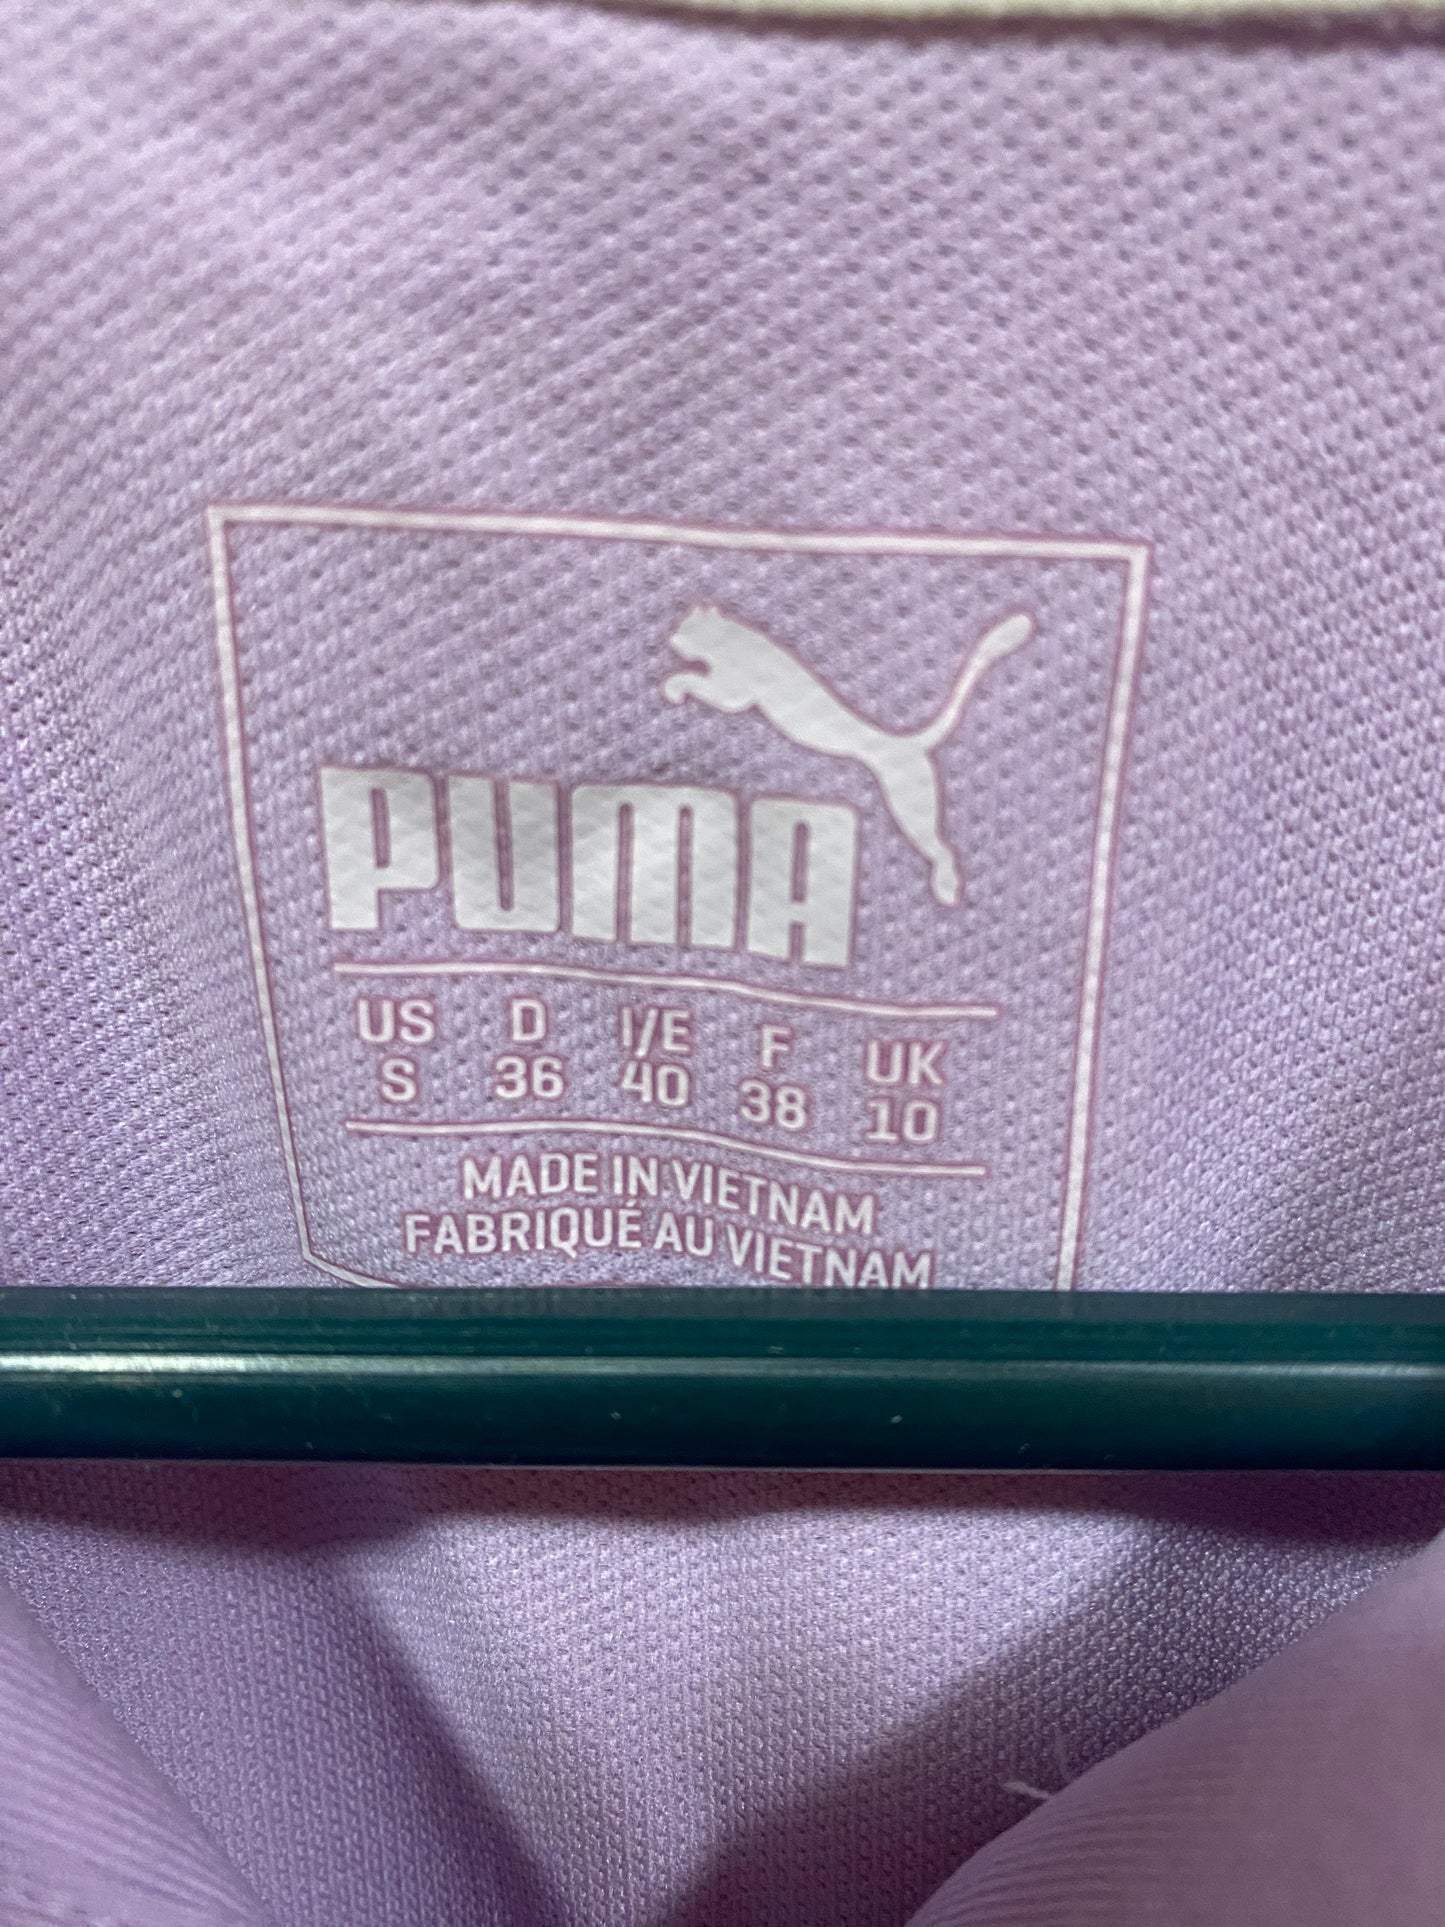 PUMA
US D I/E F UK
S 36 40 38 10
MADE IN VIETNAM
FABRIQUÉ AU VIETNAM